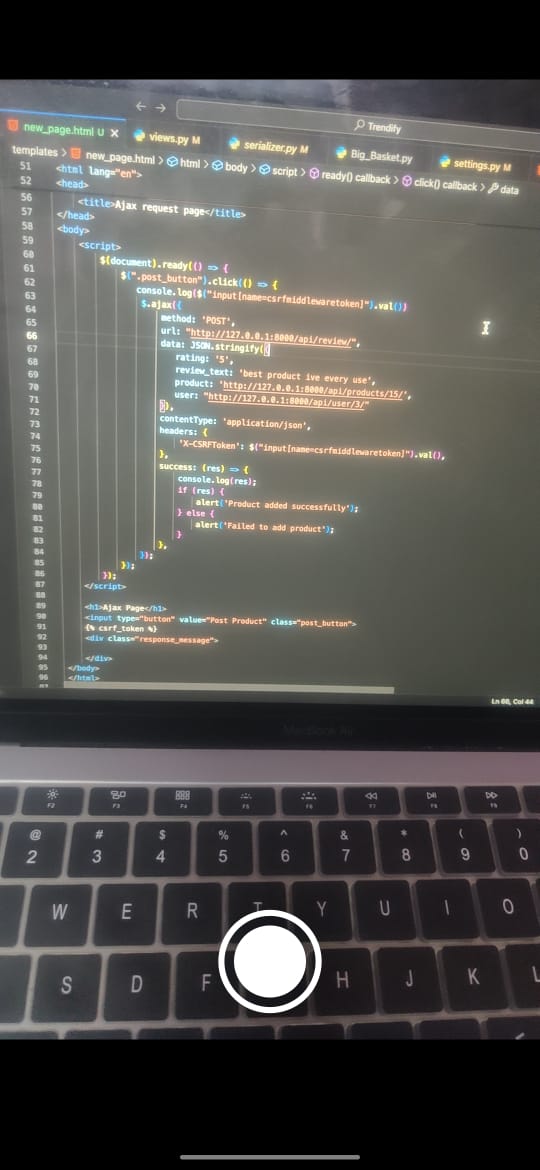 Trendify
new_page.html U
views.py M
serializer.py M
Big_Basket.py
settings.py M
templates > new_page.html > html > body > script > ready() callback > click() callback > data
51 <html lang="en">
52 <head>
56 <title>Ajax request page</title>
57 </head>
58 <body>
59 <script>
60 $(document).ready(() => {
61 $(".post_button").click(() => {
62 console.log($("input[name=csrfmiddlewaretoken]").val())
63 $.ajax({
64 method: 'POST',
65 url: "http://127.0.0.1:8000/api/review/",
66 data: JSON.stringify({
67 rating: '5',
68 review_text: 'best product ive every use',
69 product: 'http://127.0.0.1:8000/api/products/15/',
70 user: "http://127.0.0.1:8000/api/user/3/"
71 }),
72 contentType: 'application/json',
73 headers: {
74 'X-CSRFToken': $("input[name=csrfmiddlewaretoken]").val(),
75 },
76 success: (res) => {
77 console.log(res);
78 if (res) {
79 alert('Product added successfully');
80 } else {
81 alert('Failed to add product');
82 }
83 },
84 });
85 });
86 });
87 </script>
88
89 <h1>Ajax Page</h1>
90 <input type="button" value="Post Product" class="post_button">
91 {% csrf_token %}
92 <div class="response_message">
93
94 </div>
95 </body>
96 </html>
97
Ln 68, Col 44
MacBook Air
F2 F3 F4 F5 F6 F7 F8 F9
@ # $ % ^ & * ( )
2 3 4 5 6 7 8 9 0
W E R T Y U I O
S D F H J K L